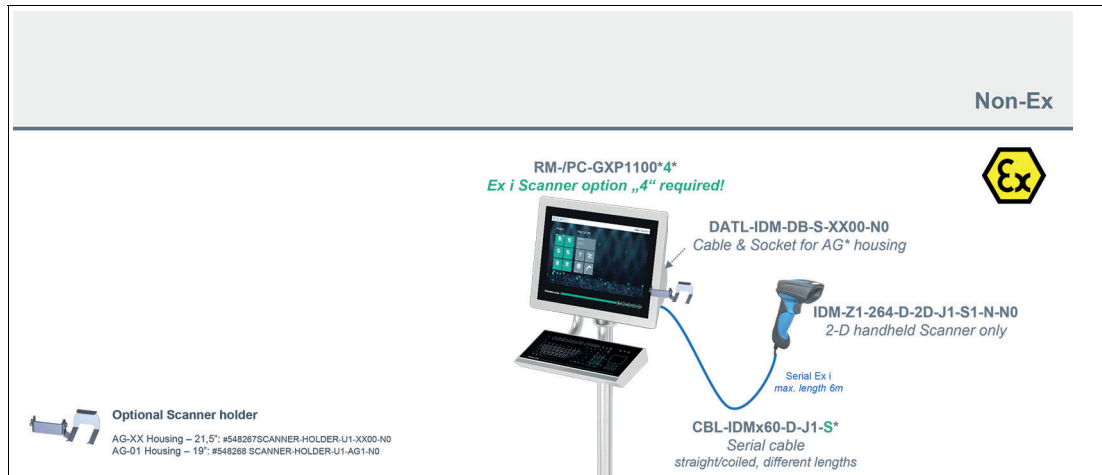 Non-Ex
RM-/PC-GXP1100*4*
Ex i Scanner option „4“ required!
Ex
DATL-IDM-DB-S-XX00-N0
Cable & Socket for AG* housing
IDM-Z1-264-D-2D-J1-S1-N-N0
2-D handheld Scanner only
Serial Ex i
max. length 6m
Optional Scanner holder
AG-XX Housing – 21,5": #548267SCANNER-HOLDER-U1-XX00-N0
AG-01 Housing – 19": #548268 SCANNER-HOLDER-U1-AG1-N0
CBL-IDMx60-D-J1-S*
Serial cable
straight/coiled, different lengths